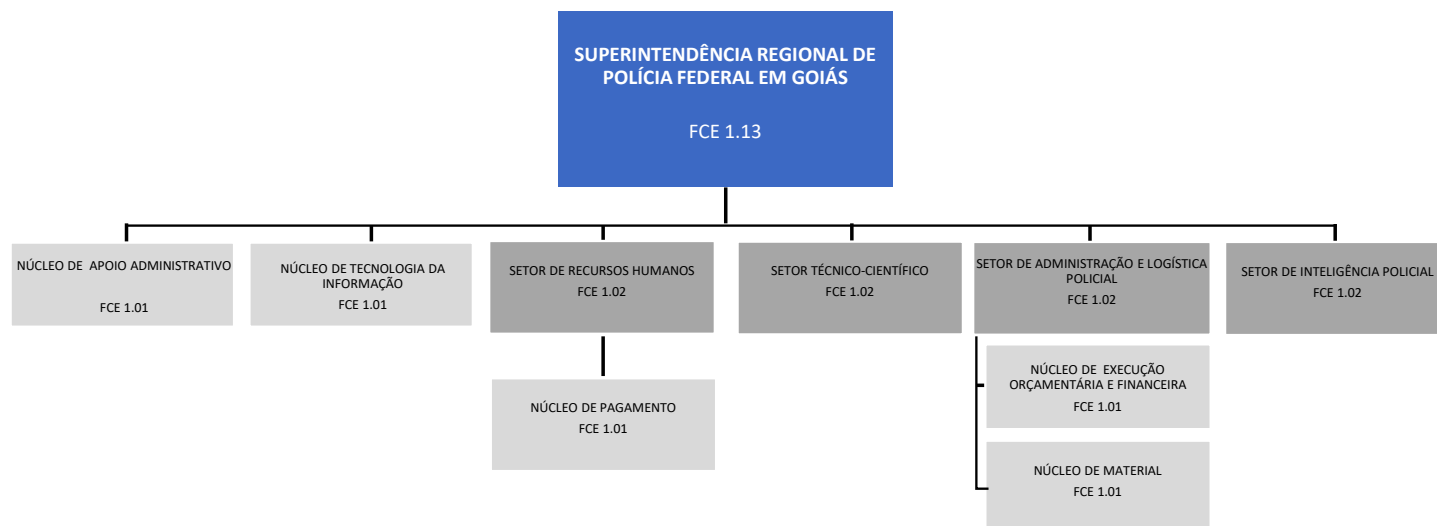 SUPERINTENDÊNCIA REGIONAL DE
POLÍCIA FEDERAL EM GOIÁS
FCE 1.13
NÚCLEO DE APOIO ADMINISTRATIVO
FCE 1.01
NÚCLEO DE TECNOLOGIA DA
INFORMAÇÃO
FCE 1.01
SETOR DE RECURSOS HUMANOS
FCE 1.02
SETOR TÉCNICO-CIENTÍFICO
FCE 1.02
SETOR DE ADMINISTRAÇÃO E LOGÍSTICA
POLICIAL
FCE 1.02
SETOR DE INTELIGÊNCIA POLICIAL
FCE 1.02
NÚCLEO DE PAGAMENTO
FCE 1.01
NÚCLEO DE EXECUÇÃO
ORÇAMENTÁRIA E FINANCEIRA
FCE 1.01
NÚCLEO DE MATERIAL
FCE 1.01